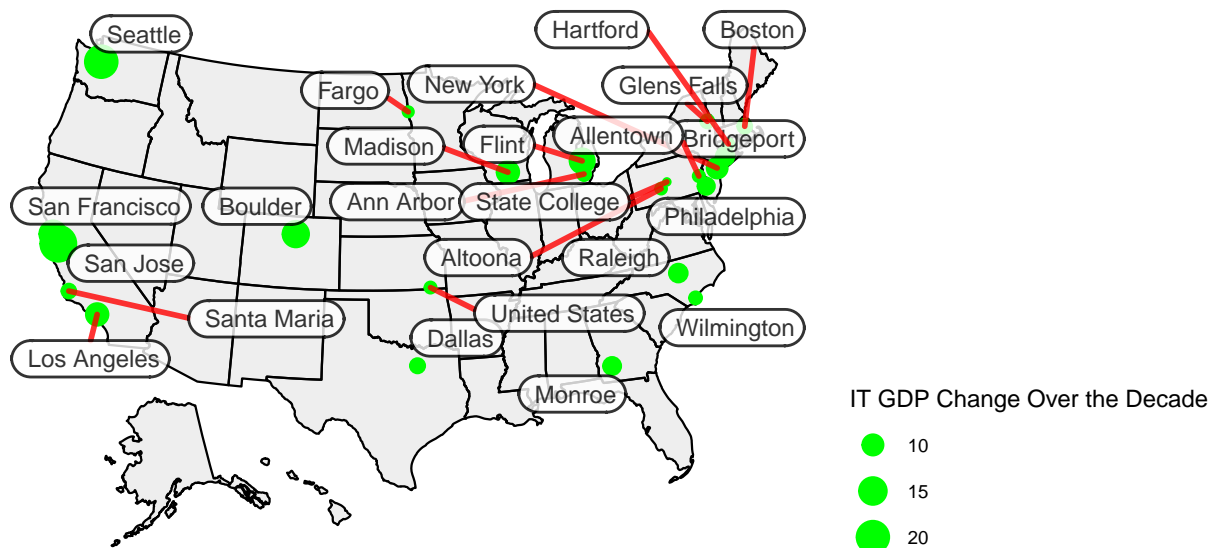 Hartford
Boston
Seattle
New York
Glens Falls
Fargo
Madison
Flint
Allentown
Bridgeport
San Francisco
Boulder
Ann Arbor
State College
Philadelphia
San Jose
Altoona
Raleigh
Santa Maria
United States
Wilmington
Los Angeles
Dallas
Monroe
IT GDP Change Over the Decade
10
15
20